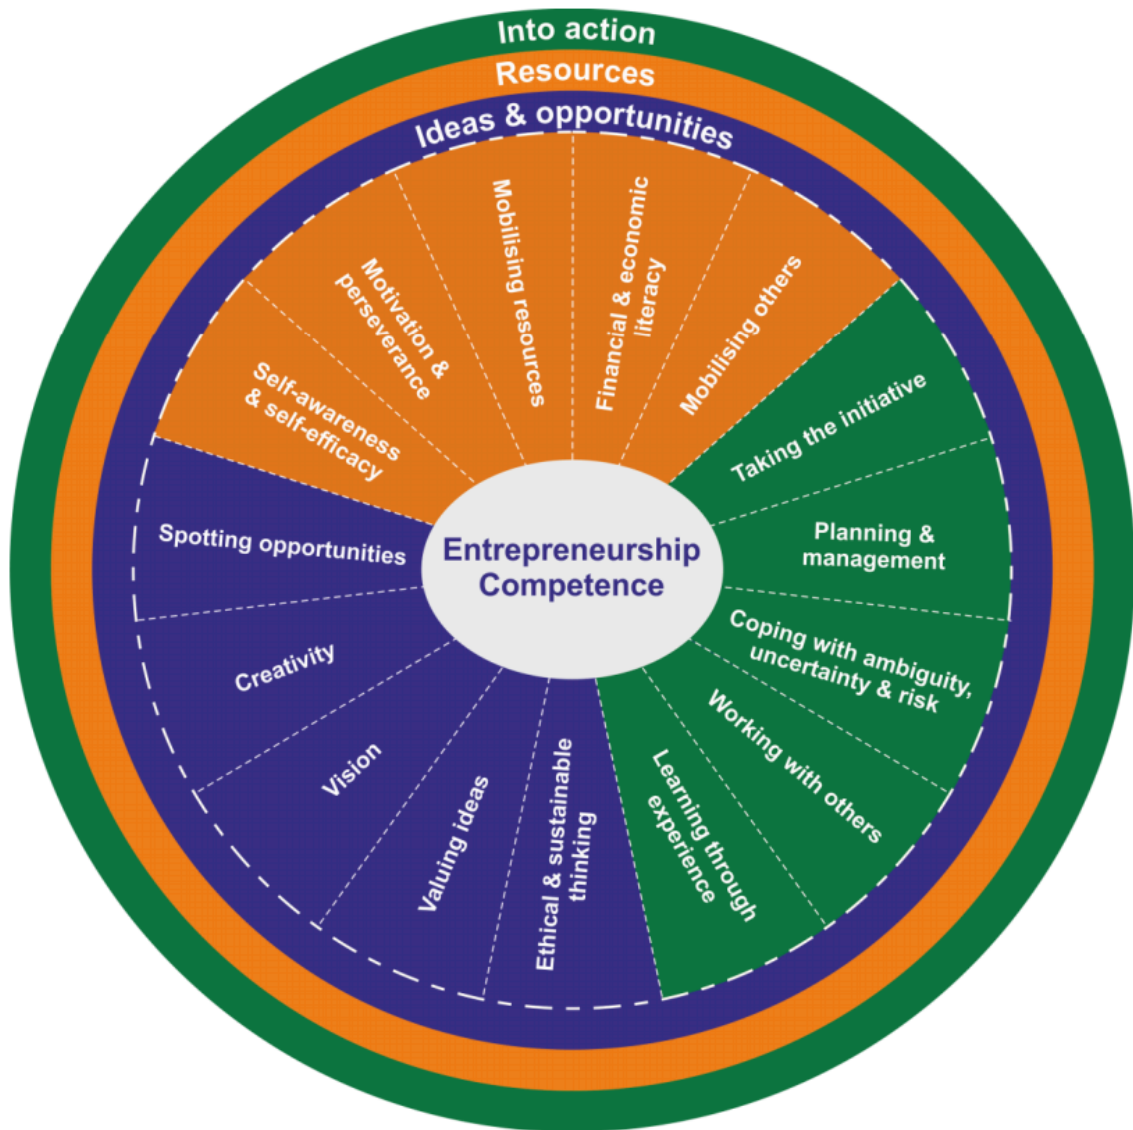 Into action
Resources
Ideas & opportunities
Mobilising resources
Financial & economic
literacy
Mobilising others
Taking the initiative
Planning &
management
Coping with ambiguity,
uncertainty & risk
Working with others
Learning through
experience
Ethical & sustainable
thinking
Valuing ideas
Vision
Creativity
Spotting opportunities
Self-awareness
& self-efficacy
Motivation &
perseverance
Entrepreneurship
Competence